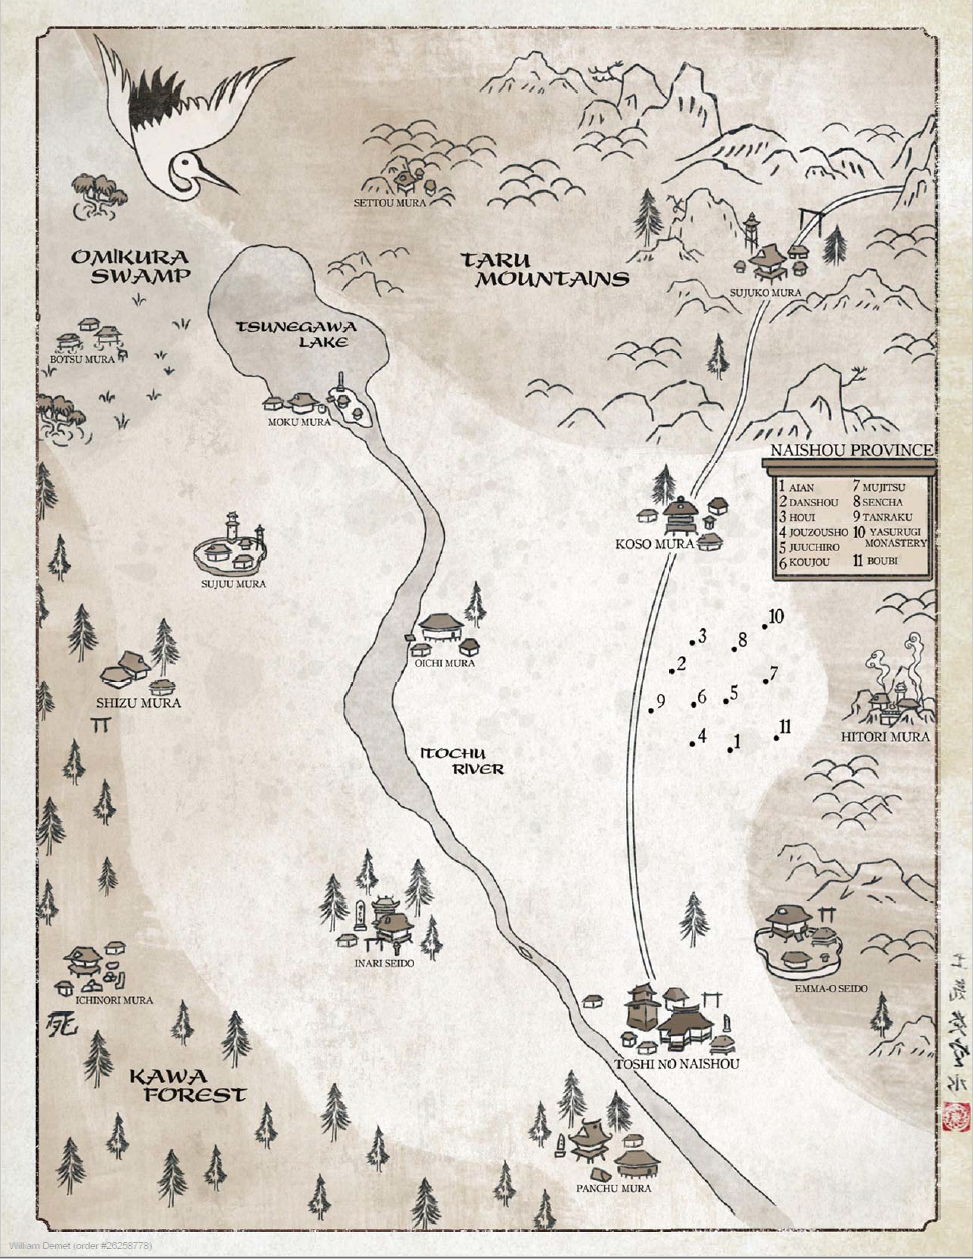 SETTOU MURA
OMIKURA
SWAMP
TARU
MOUNTAINS
SUJUKO MURA
TSUNEGAWA
LAKE
BOTSU MURA
MOKU MURA
NAISHOU PROVINCE
1 AIAN
2 DANSHOU
3 HOUI
4 JOUZOUSHO
5 JUUCHIRO
6 KOUJOU
7 MUJITSU
8 SENCHA
9 TANRAKU
10 YASURUGI
MONASTERY
11 BOUBI
KOSO MURA
SUJUU MURA
10
3
8
OICHI MURA
2
7
SHIZU MURA
9
6
5
HITORI MURA
4
1
11
ITOCHU
RIVER
INARI SEIDO
EMMA-O SEIDO
ICHINORI MURA
死
TOSHI NO NAISHOU
KAWA
FOREST
PANCHU MURA
William Demet (order #26258778)